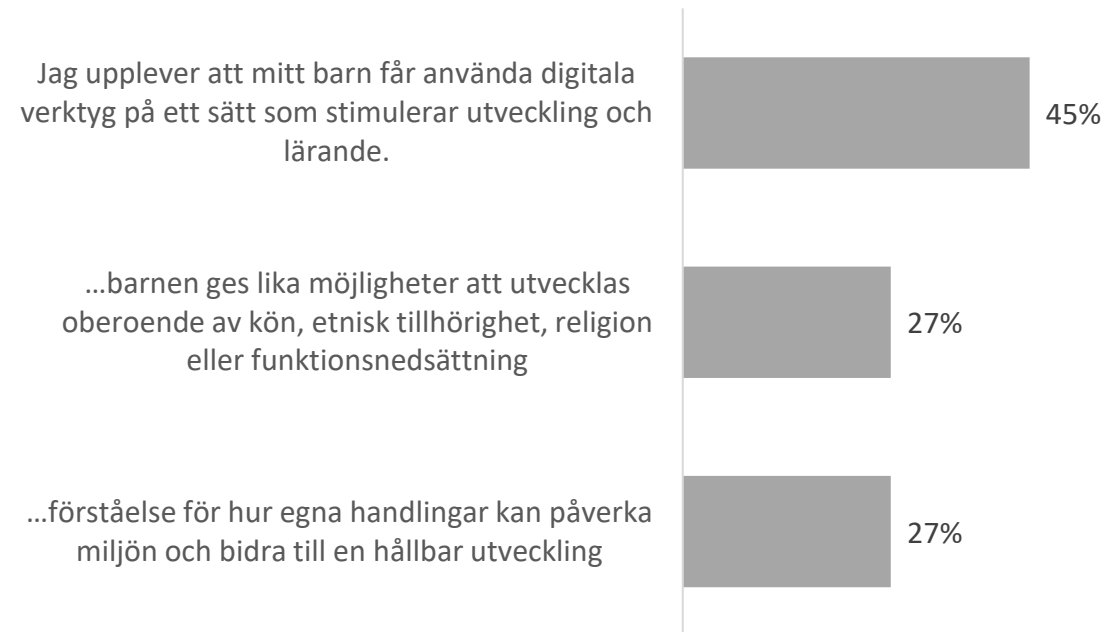 Jag upplever att mitt barn får använda digitala
verktyg på ett sätt som stimulerar utveckling och
lärande.
45%
…barnen ges lika möjligheter att utvecklas
oberoende av kön, etnisk tillhörighet, religion
eller funktionsnedsättning
27%
…förståelse för hur egna handlingar kan påverka
miljön och bidra till en hållbar utveckling
27%